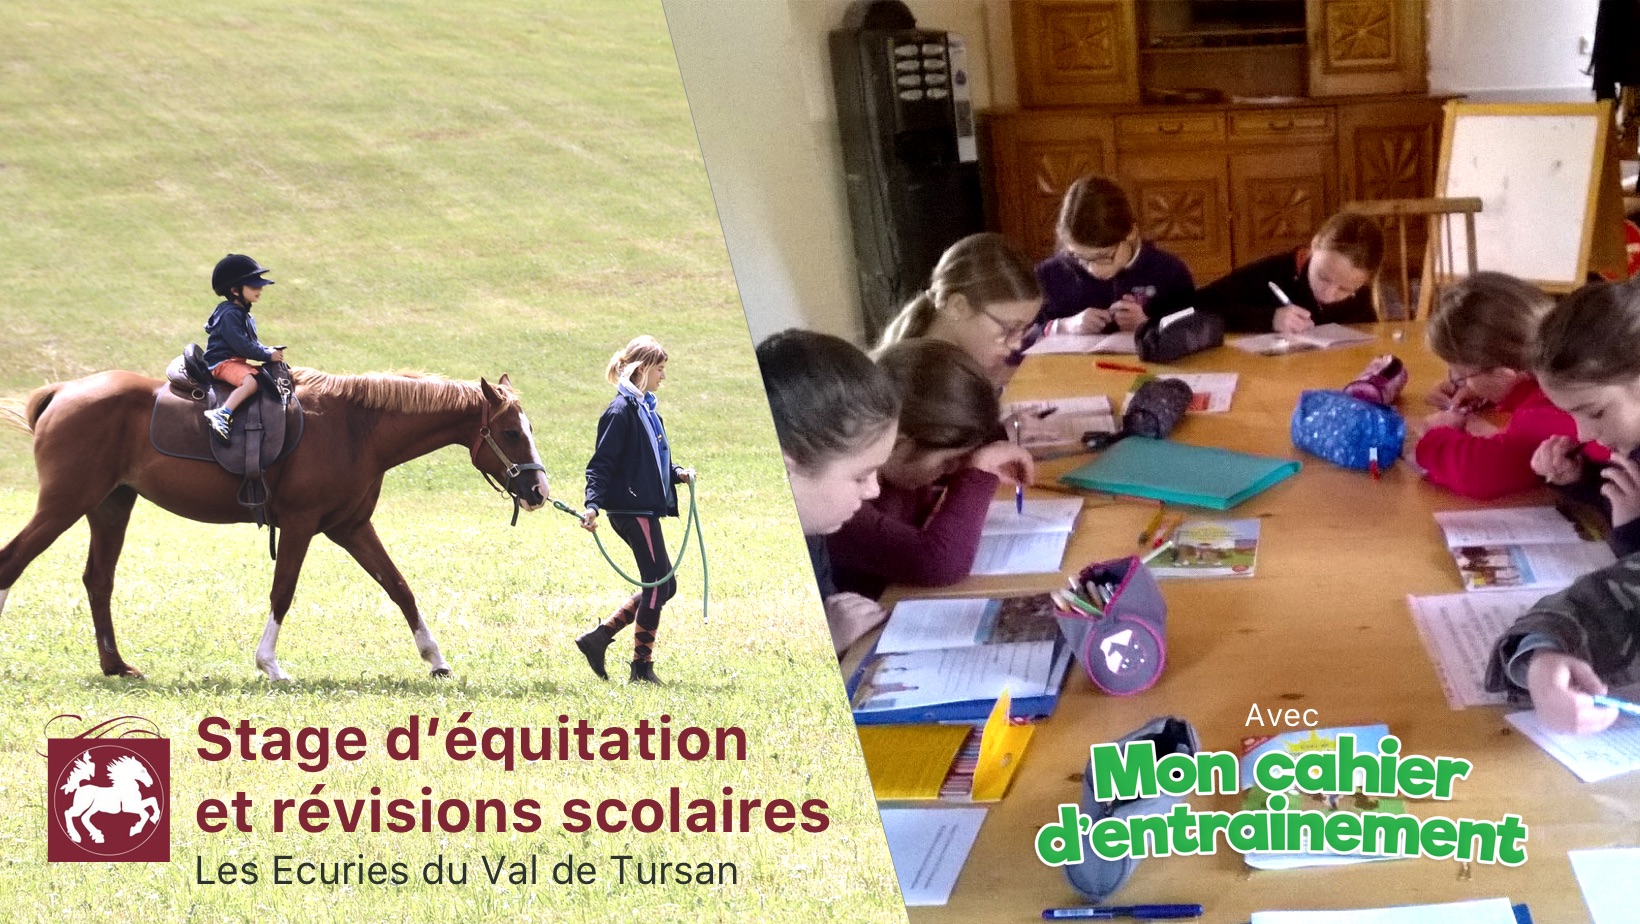 Stage d’équitation
et révisions scolaires
Les Ecuries du Val de Tursan
Avec
Mon cahier
d’entrainement